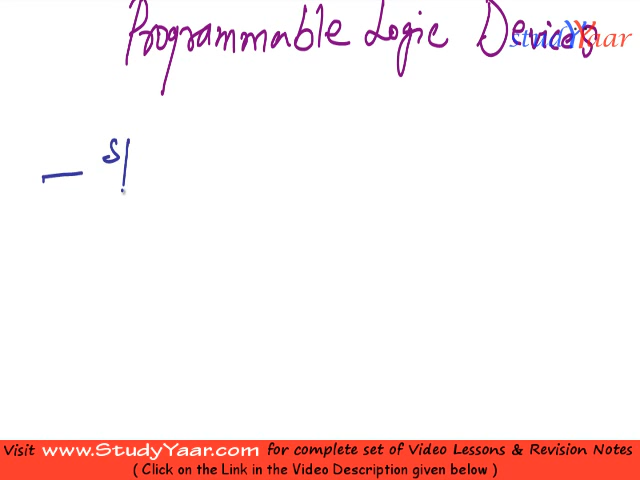 Programmable Logic Devices
studyYaar
— S
Visit www.StudyYaar.com for complete set of Video Lessons & Revision Notes
( Click on the Link in the Video Description given below )